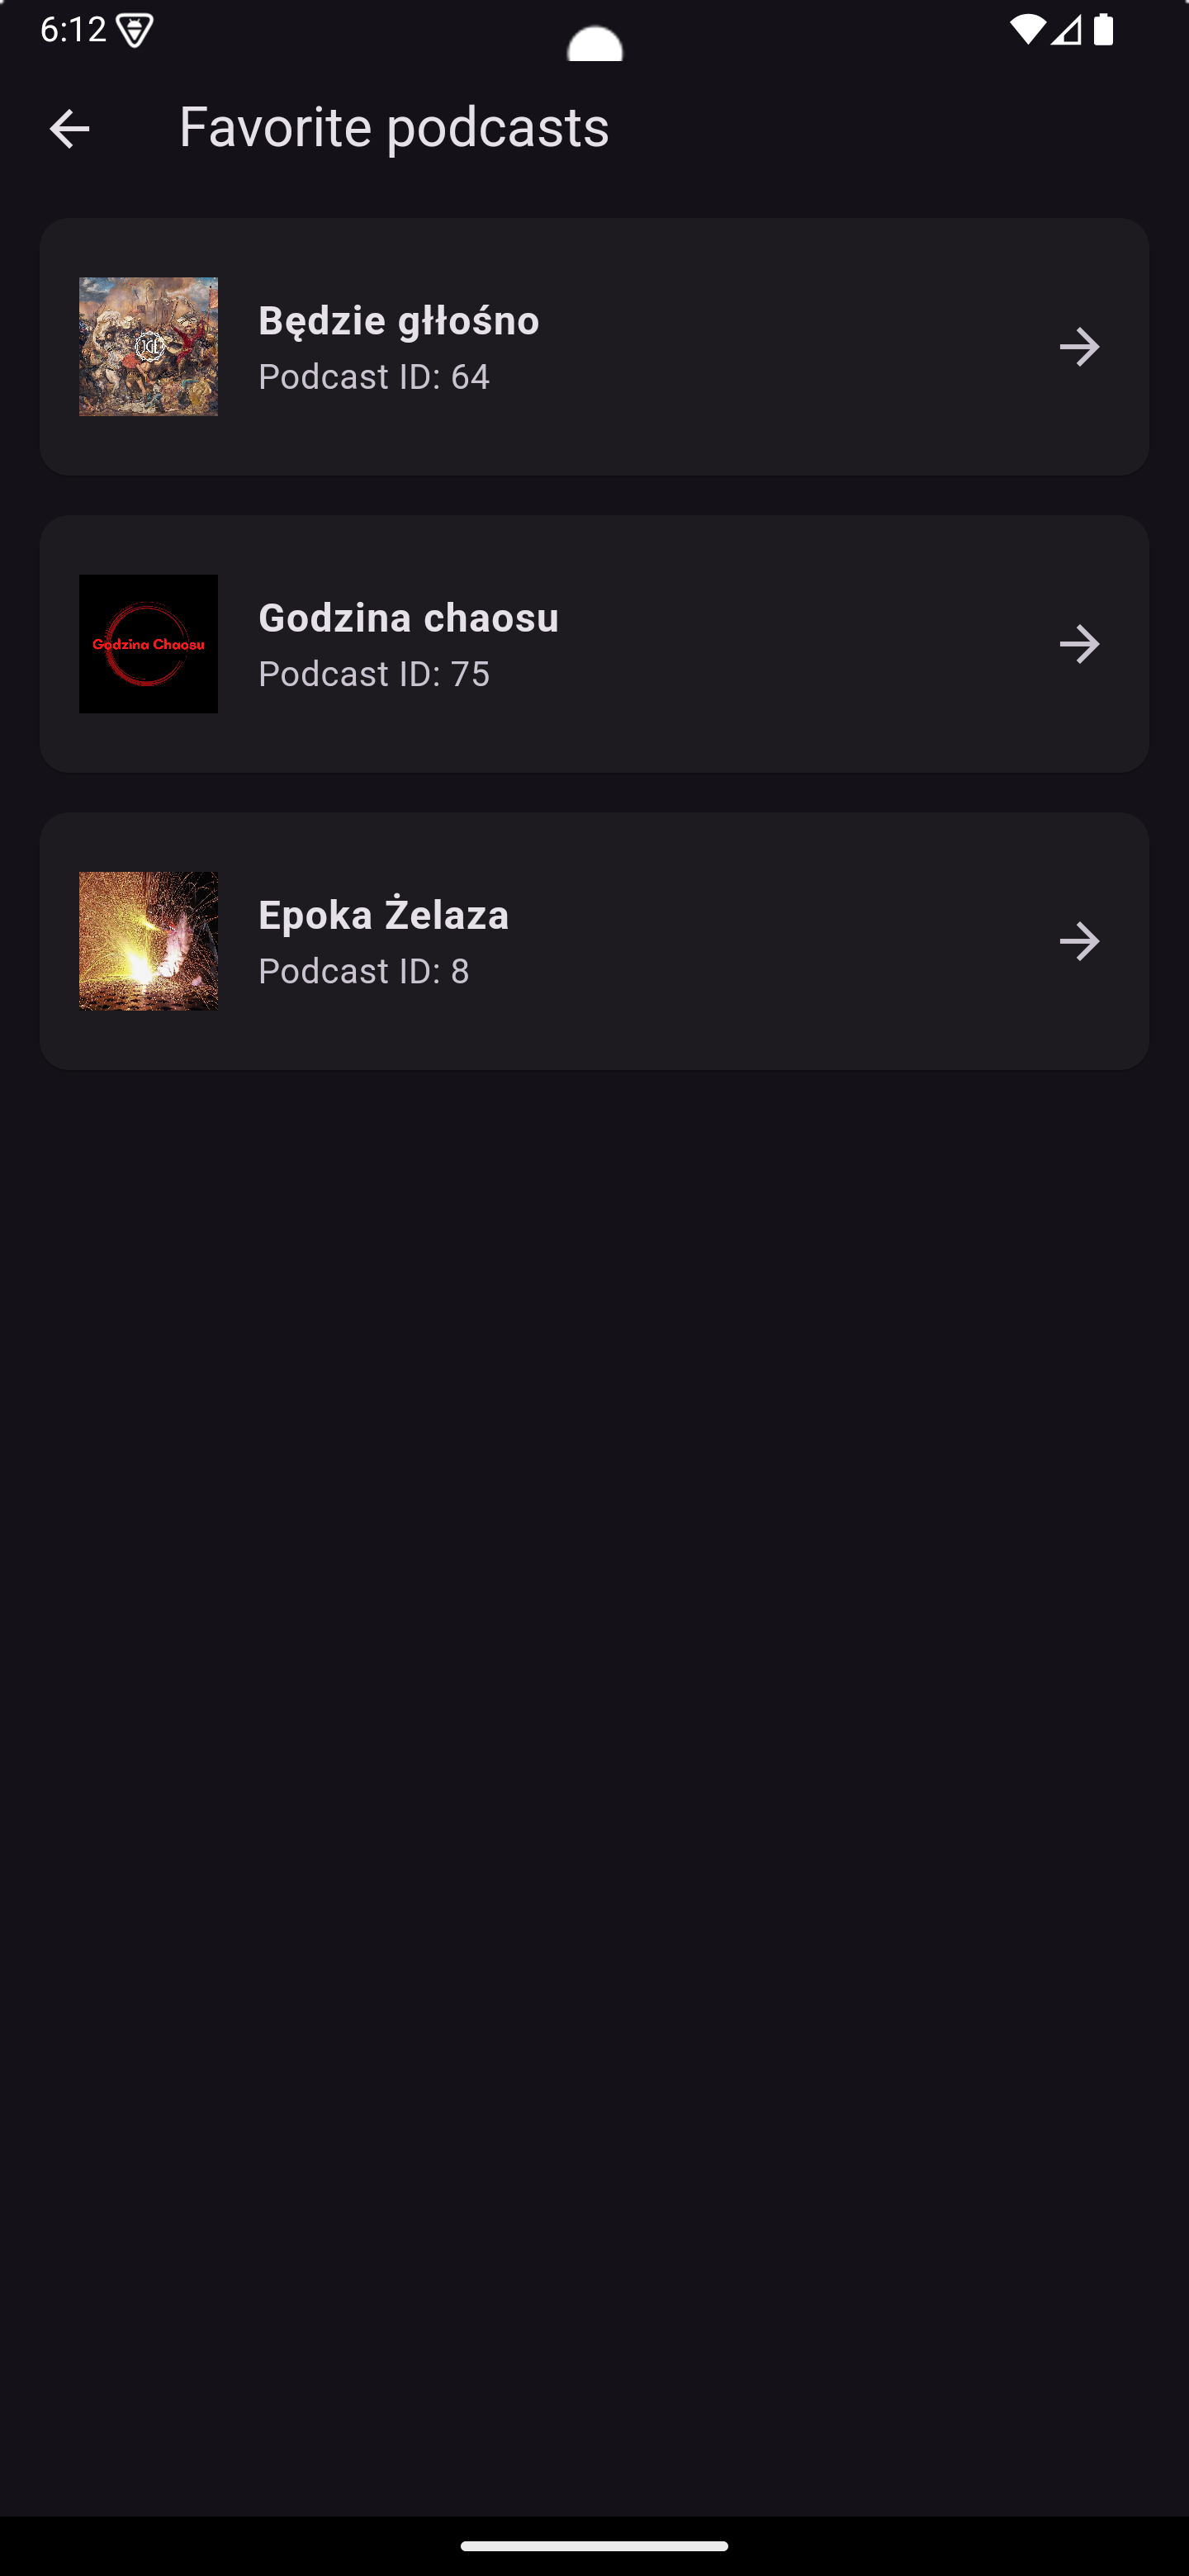 6:12
Favorite podcasts
Będzie głłośno
Podcast ID: 64
Godzina Chaosu
Godzina chaosu
Podcast ID: 75
Epoka Żelaza
Podcast ID: 8